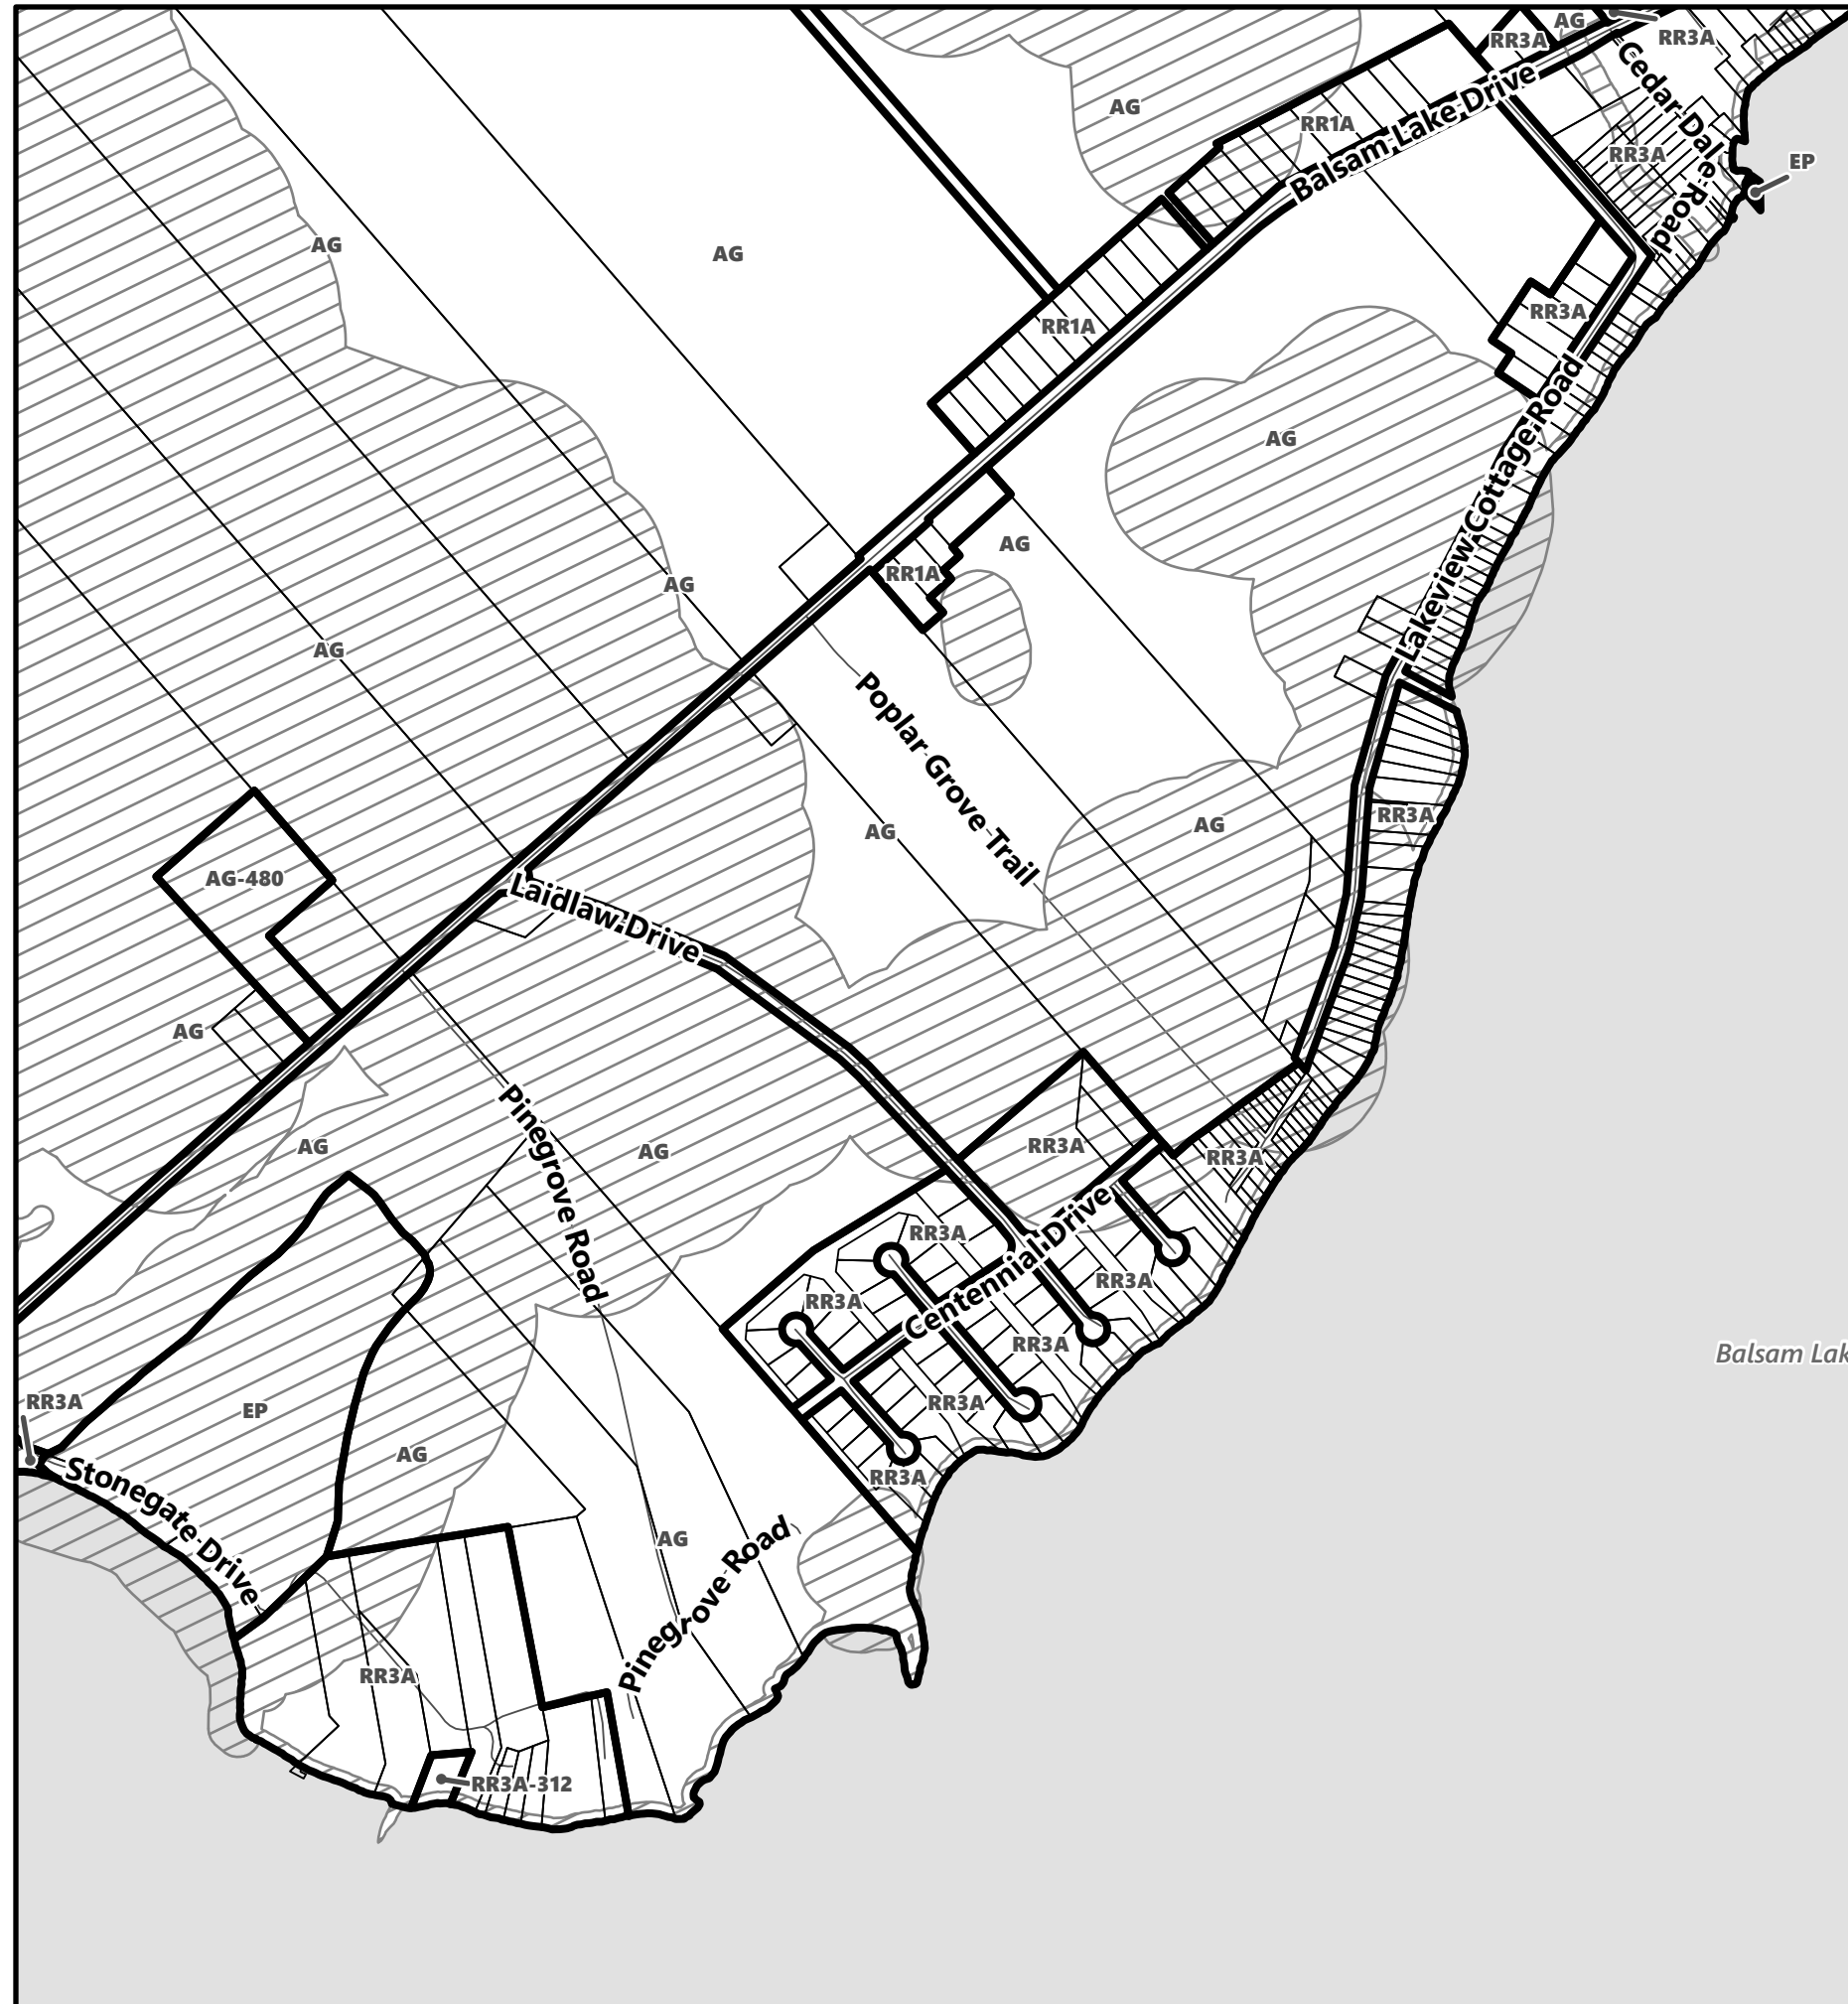 AG
RR3A
RR3A
Cedar Dale Road
AG
RR1A
Balsam Lake Drive
RR3A
EP
AG
AG
RR1A
RR3A
AG
Lakeview Cottage Road
AG
RR1A
AG
AG
Poplar Grove Trail
RR3A
AG
AG
AG-480
Laidlaw Drive
AG
Pinegrove Road
AG
AG
RR3A
RR3A
RR3A
Centennial Drive
RR3A
RR3A
RR3A
Balsam Lak
RR3A
EP
RR3A
AG
Stonegate Drive
RR3A
AG
Pinegrove Road
RR3A
RR3A-312